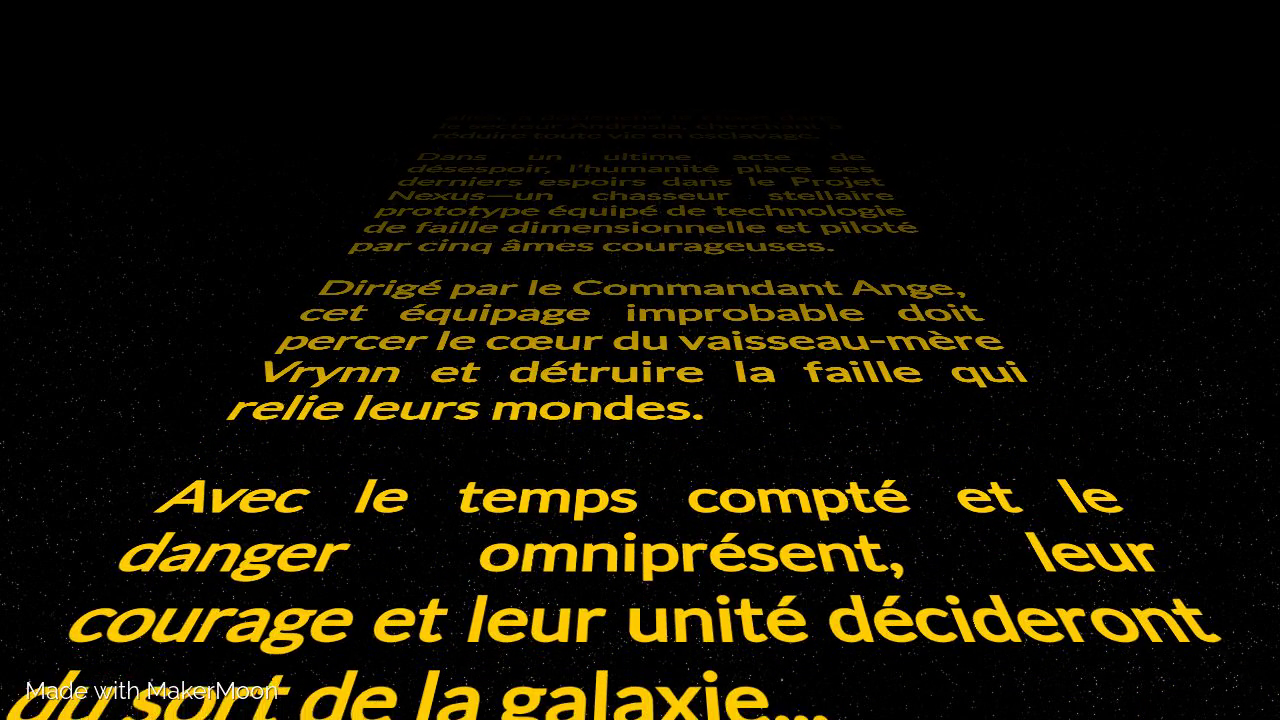 le secteur Andrusia, cherchant à
réduire toute vie en esclavage.
Dans un ultime acte de
désespoir, l'humanité place ses
derniers espoirs dans le Projet
Nexus—un chasseur stellaire
prototype équipé de technologie
de faille dimensionnelle et piloté
par cinq âmes courageuses.
Dirigé par le Commandant Ange,
cet équipage improbable doit
percer le cœur du vaisseau-mère
Vrynn et détruire la faille qui
relie leurs mondes.
Avec le temps compté et le
danger omniprésent, leur
courage et leur unité décideront
du sort de la galaxie...
Made with MakerMoon